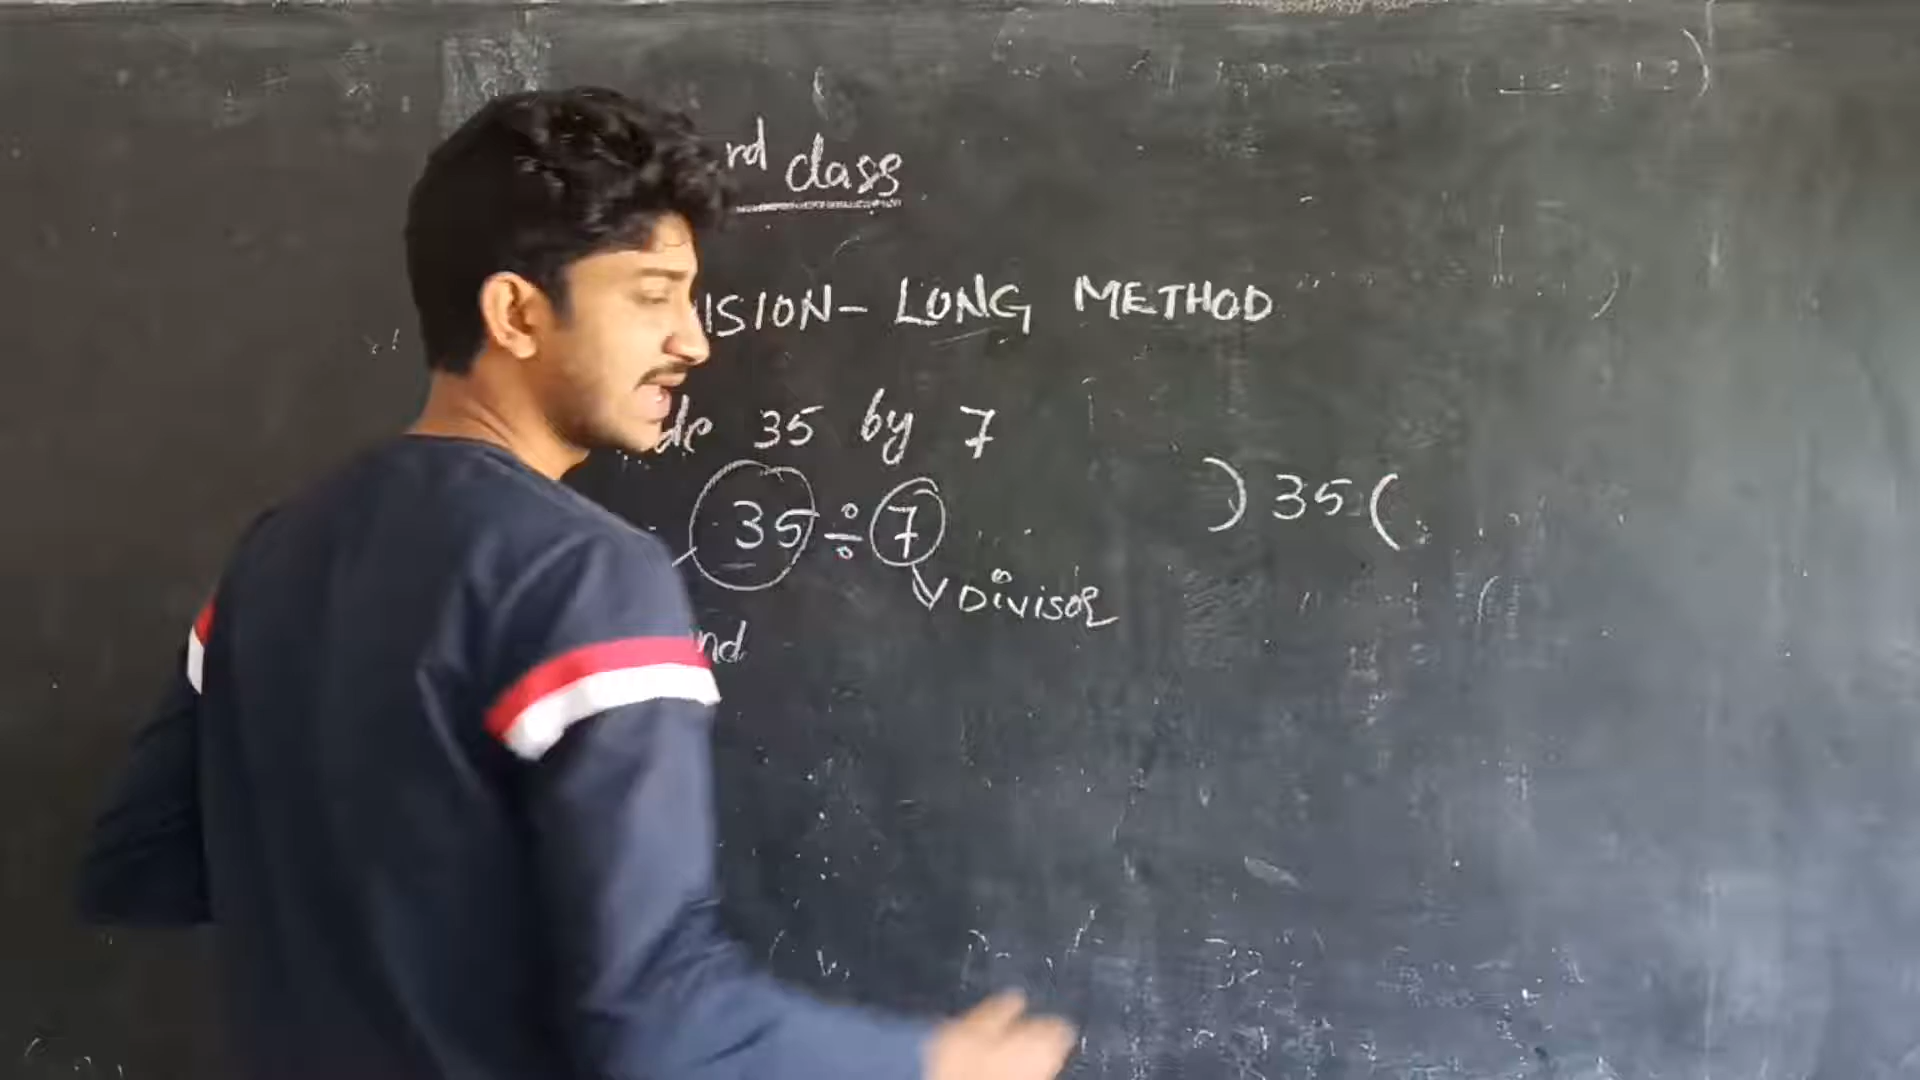 rd class
ISION- LONG METHOD
de 35 by 7
35 ÷ 7
) 35 (
Divisor
nd